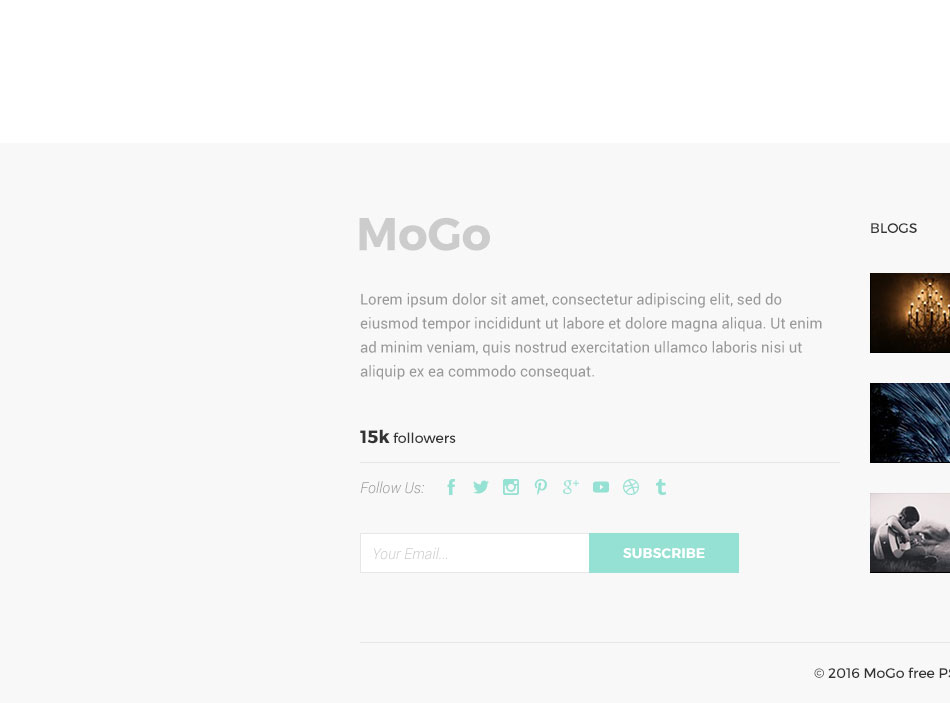 MoGo
BLOGS
Lorem ipsum dolor sit amet, consectetur adipiscing elit, sed do
eiusmod tempor incididunt ut labore et dolore magna aliqua. Ut enim
ad minim veniam, quis nostrud exercitation ullamco laboris nisi ut
aliquip ex ea commodo consequat.
15k followers
Follow Us:
Your Email...
SUBSCRIBE
© 2016 MoGo free